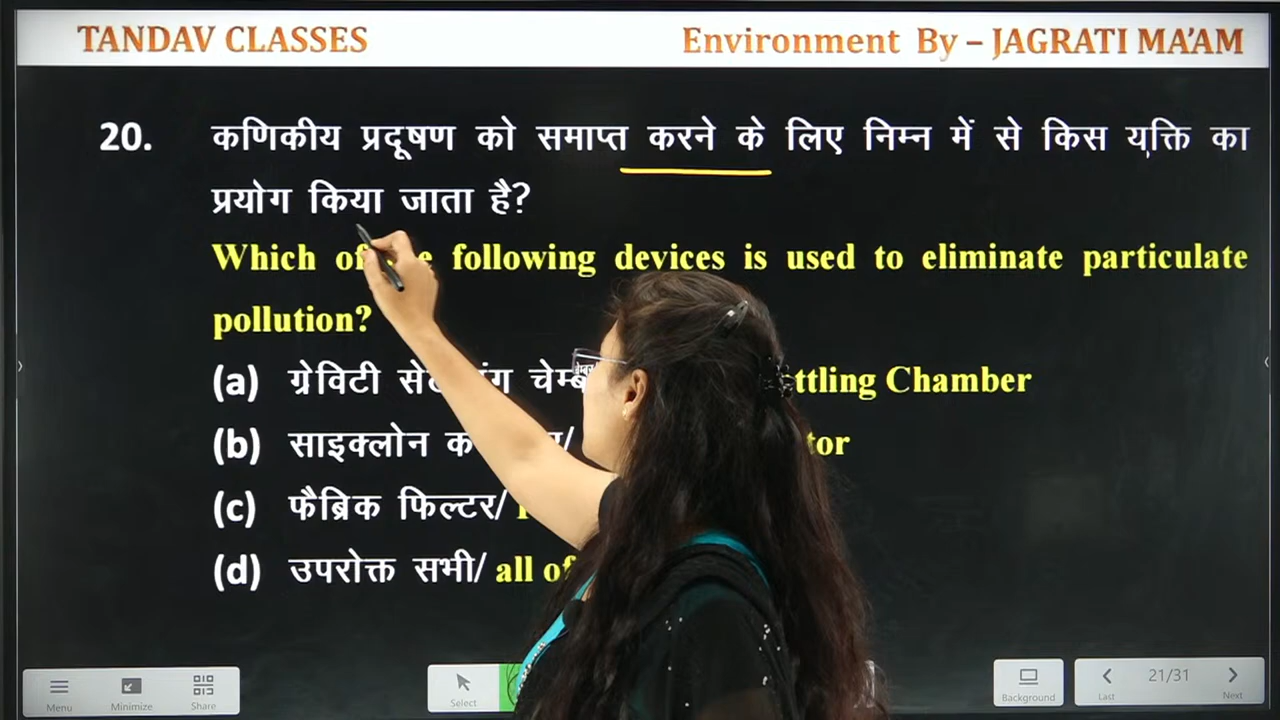 TANDAV CLASSES
Environment By – JAGRATI MA'AM
20. कणिकीय प्रदूषण को समाप्त करने के लिए निम्न में से किस युक्ति का
प्रयोग किया जाता है?
Which of following devices is used to eliminate particulate
pollution?
(a) ग्रेविटी Chamber
(b) साइक्लोन
(c) फैब्रिक फिल्टर/
(d) उपरोक्त सभी/ all of
Menu
Minimize
Share
Select
Background
21/31
Last
Next